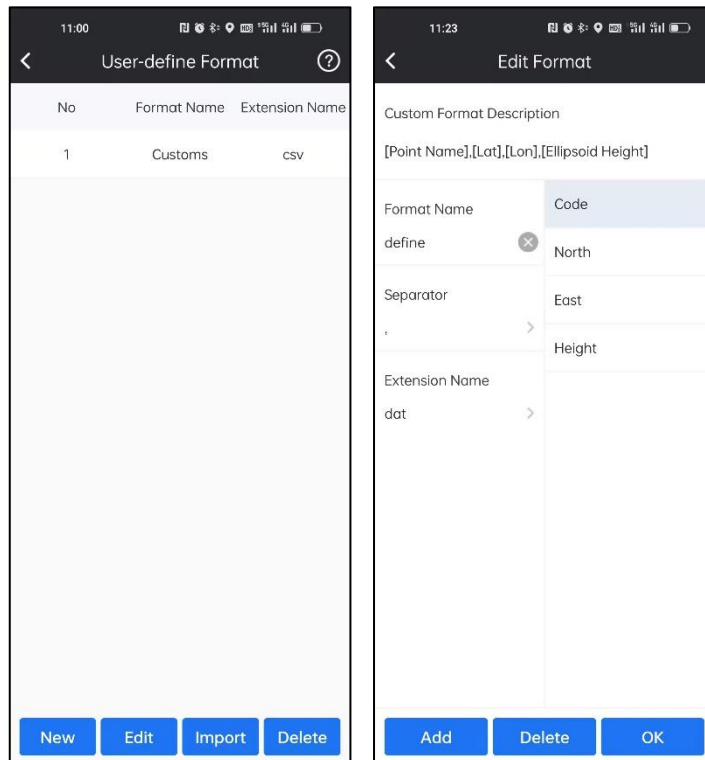 11:00
User-define Format
No Format Name Extension Name
1 Customs csv
New Edit Import Delete
11:23
Edit Format
Custom Format Description
[Point Name],[Lat],[Lon],[Ellipsoid Height]
Format Name
define
Separator
,
Extension Name
dat
Code
North
East
Height
Add Delete OK